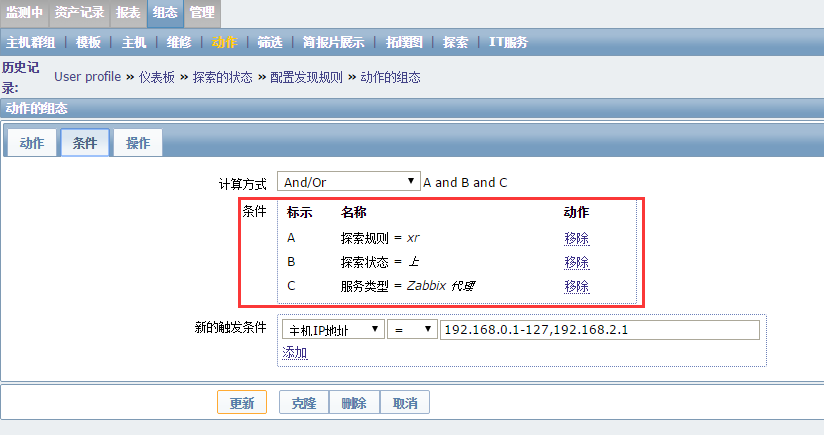 监测中 资产记录 报表 组态 管理
主机群组 | 模板 | 主机 | 维修 | 动作 | 筛选 | 简报片展示 | 拓撲图 | 探索 | IT服务
历史记录: User profile » 仪表板 » 探索的状态 » 配置发现规则 » 动作的组态
动作的组态
动作 条件 操作
计算方式 And/Or A and B and C
条件 标示 名称 动作
A 探索规则 = xr 移除
B 探索状态 = 上 移除
C 服务类型 = Zabbix 代理 移除
新的触发条件 主机IP地址 = 192.168.0.1-127,192.168.2.1
添加
更新 克隆 删除 取消